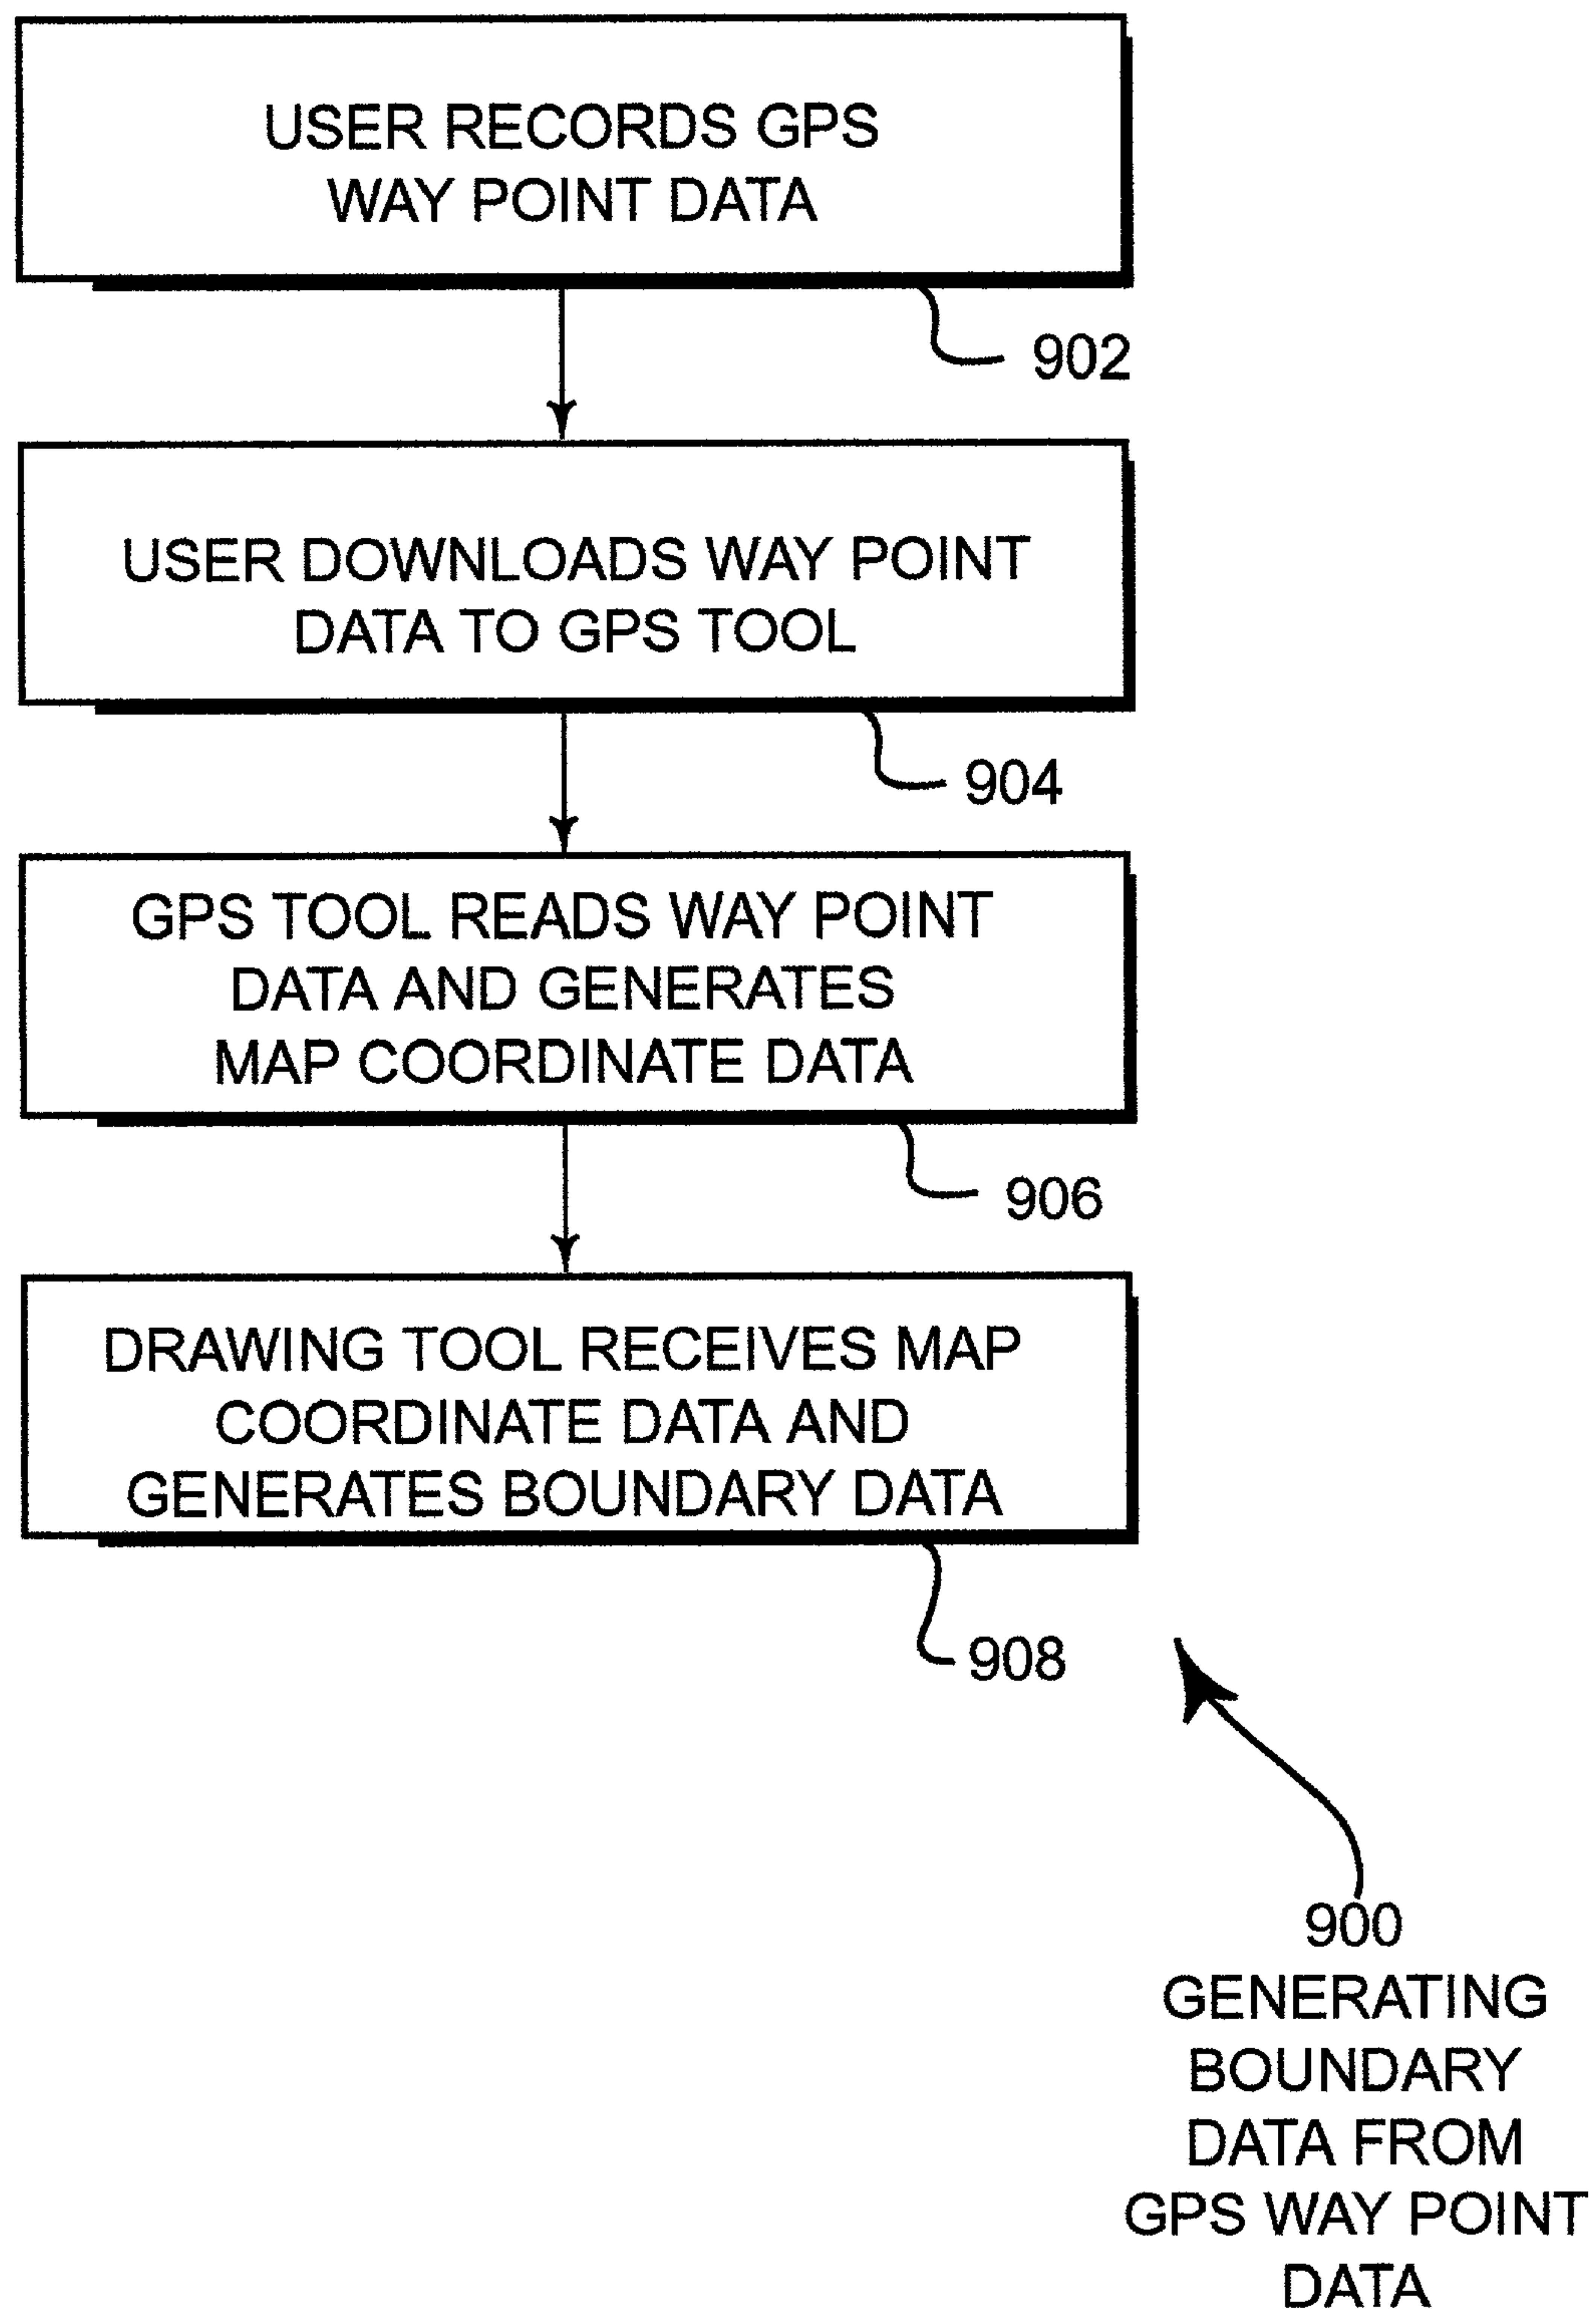 USER RECORDS GPS
WAY POINT DATA
902
USER DOWNLOADS WAY POINT
DATA TO GPS TOOL
904
GPS TOOL READS WAY POINT
DATA AND GENERATES
MAP COORDINATE DATA
906
DRAWING TOOL RECEIVES MAP
COORDINATE DATA AND
GENERATES BOUNDARY DATA
908
900
GENERATING
BOUNDARY
DATA FROM
GPS WAY POINT
DATA